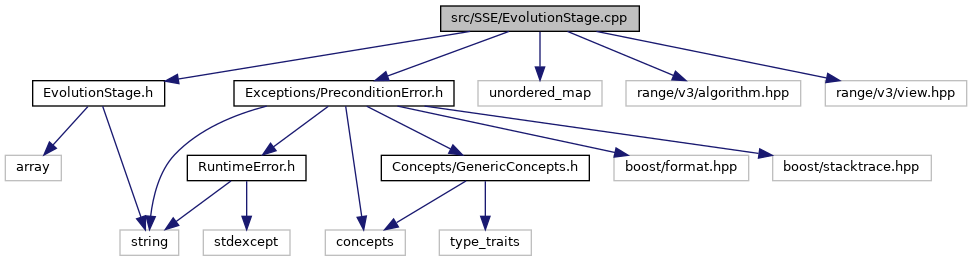 src/SSE/EvolutionStage.cpp
EvolutionStage.h
Exceptions/PreconditionError.h
unordered_map
range/v3/algorithm.hpp
range/v3/view.hpp
array
RuntimeError.h
Concepts/GenericConcepts.h
boost/format.hpp
boost/stacktrace.hpp
string
stdexcept
concepts
type_traits